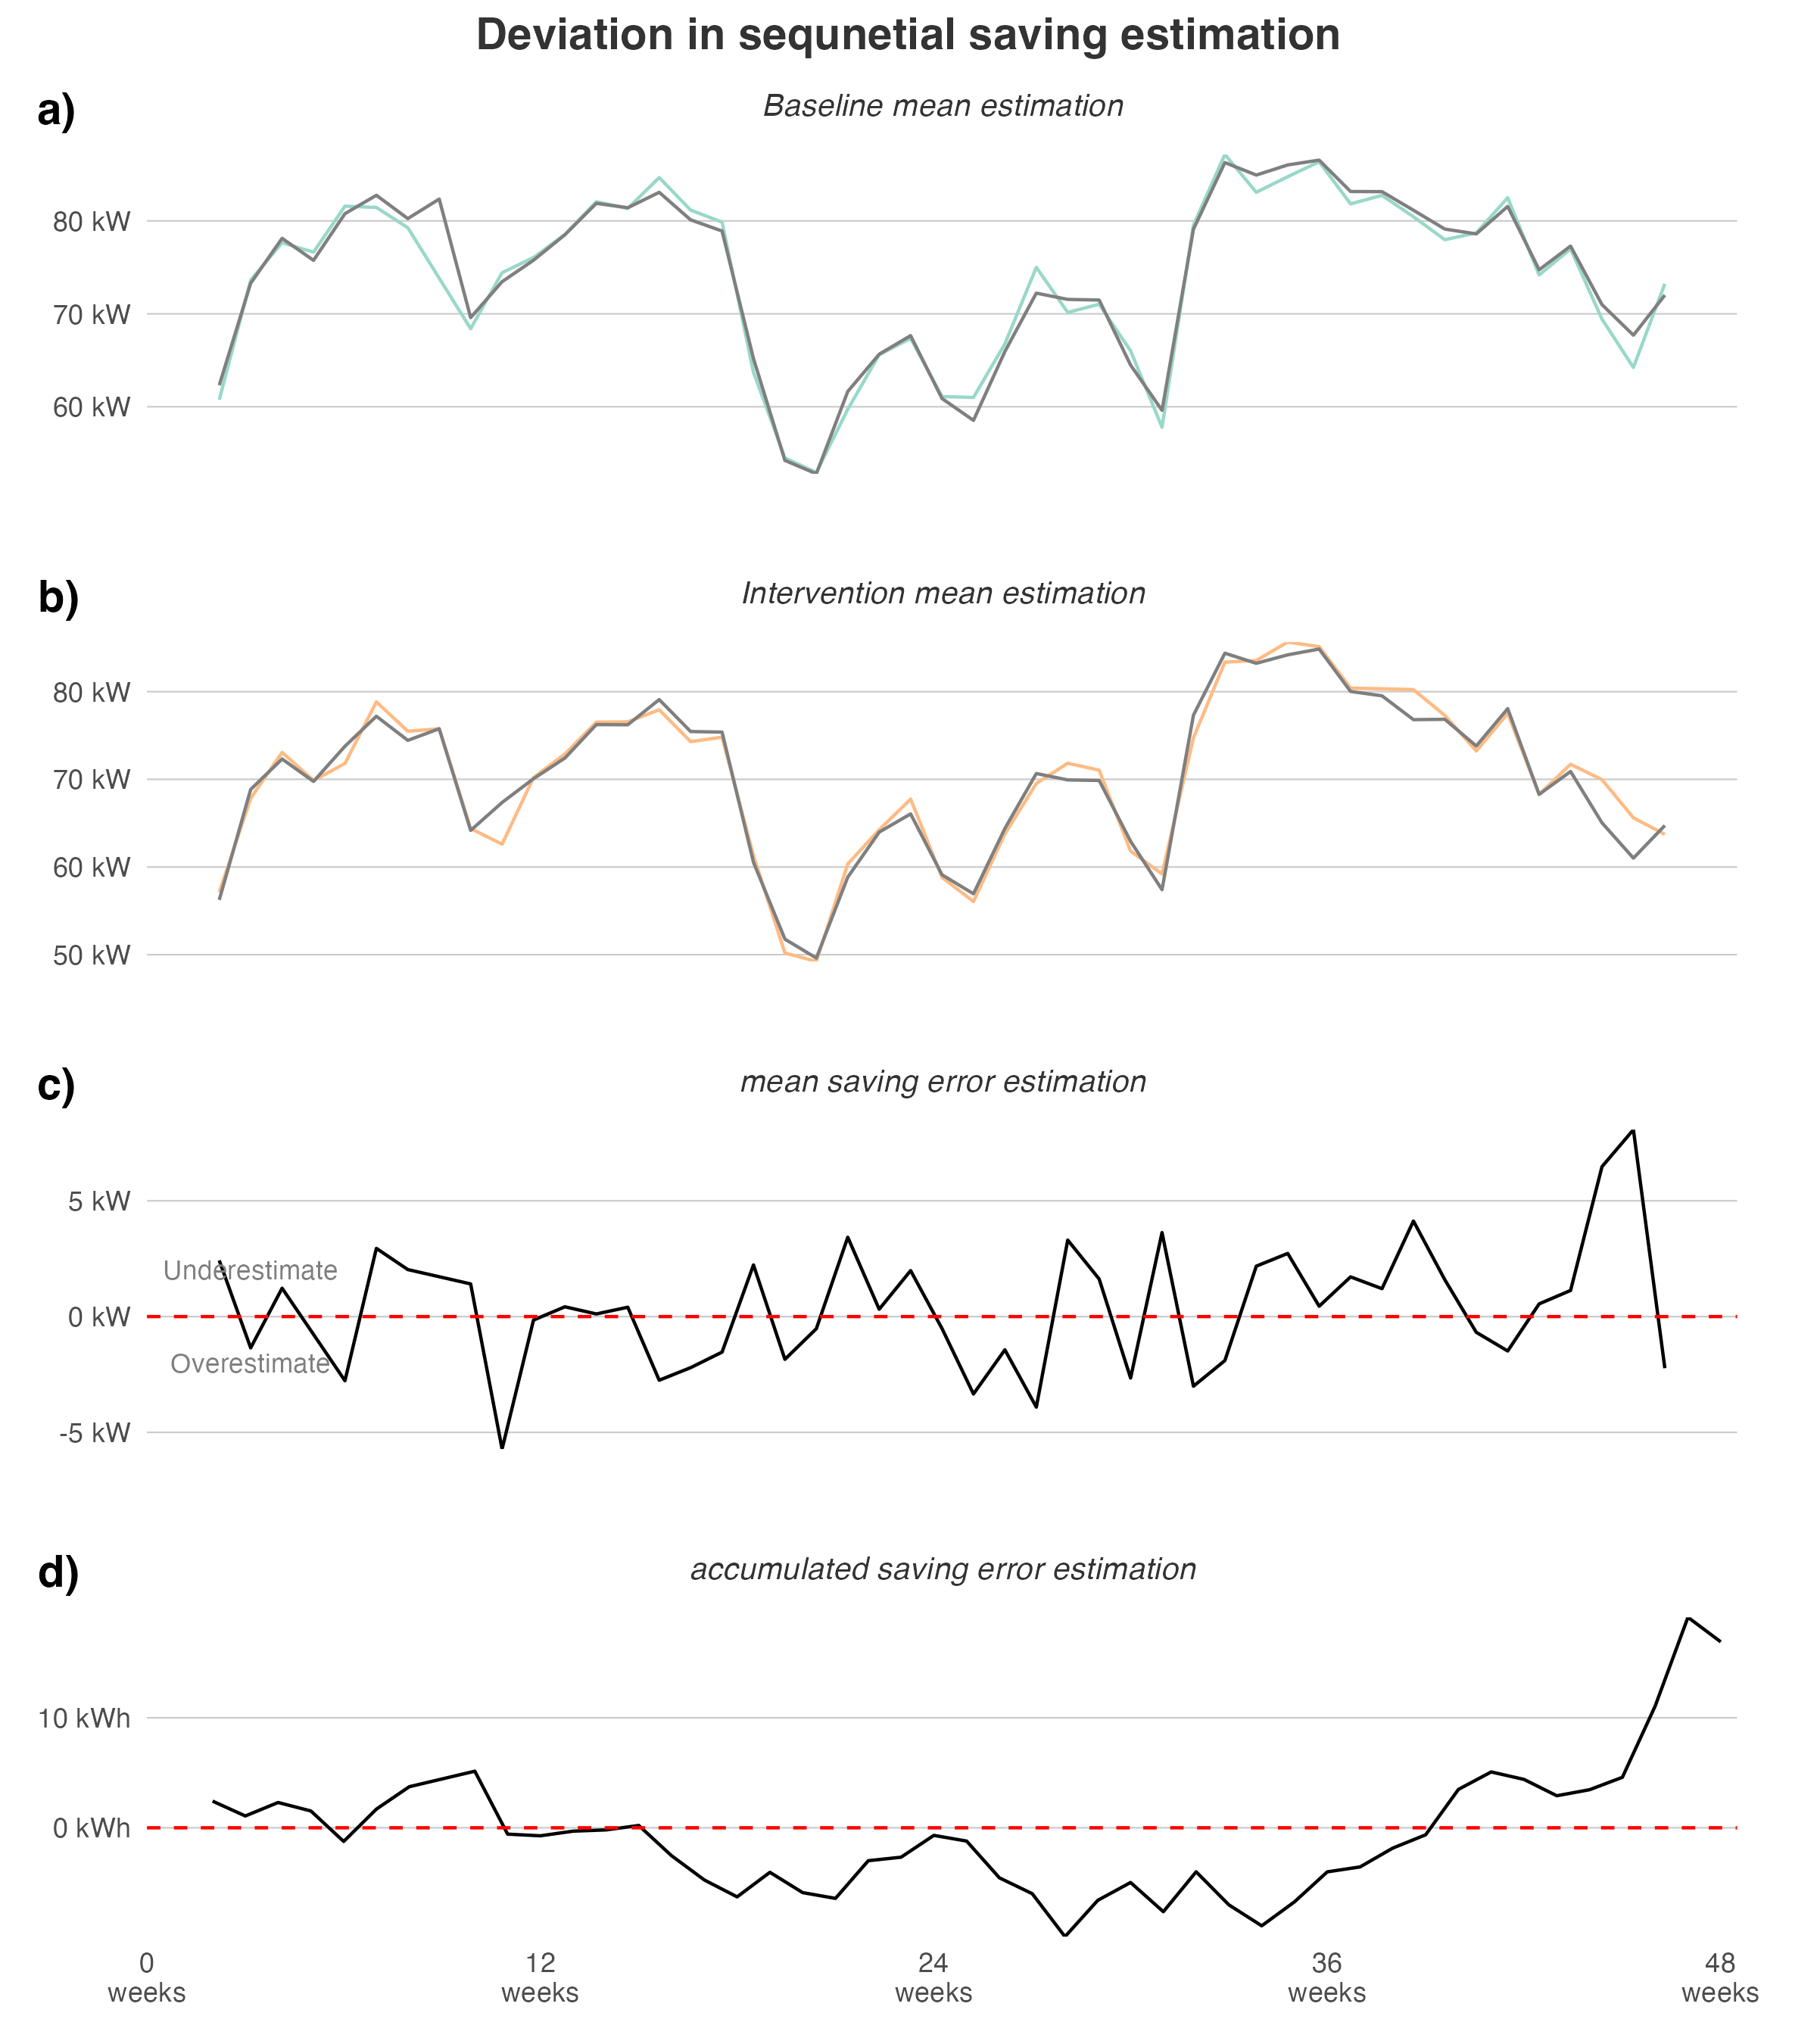 Deviation in sequnetial saving estimation
a)
Baseline mean estimation
80 kW
70 kW
60 kW
b)
Intervention mean estimation
80 kW
70 kW
60 kW
50 kW
c)
mean saving error estimation
5 kW
Underestimate
0 kW
Overestimate
-5 kW
d)
accumulated saving error estimation
10 kWh
0 kWh
0 12 24 36 48
weeks weeks weeks weeks weeks